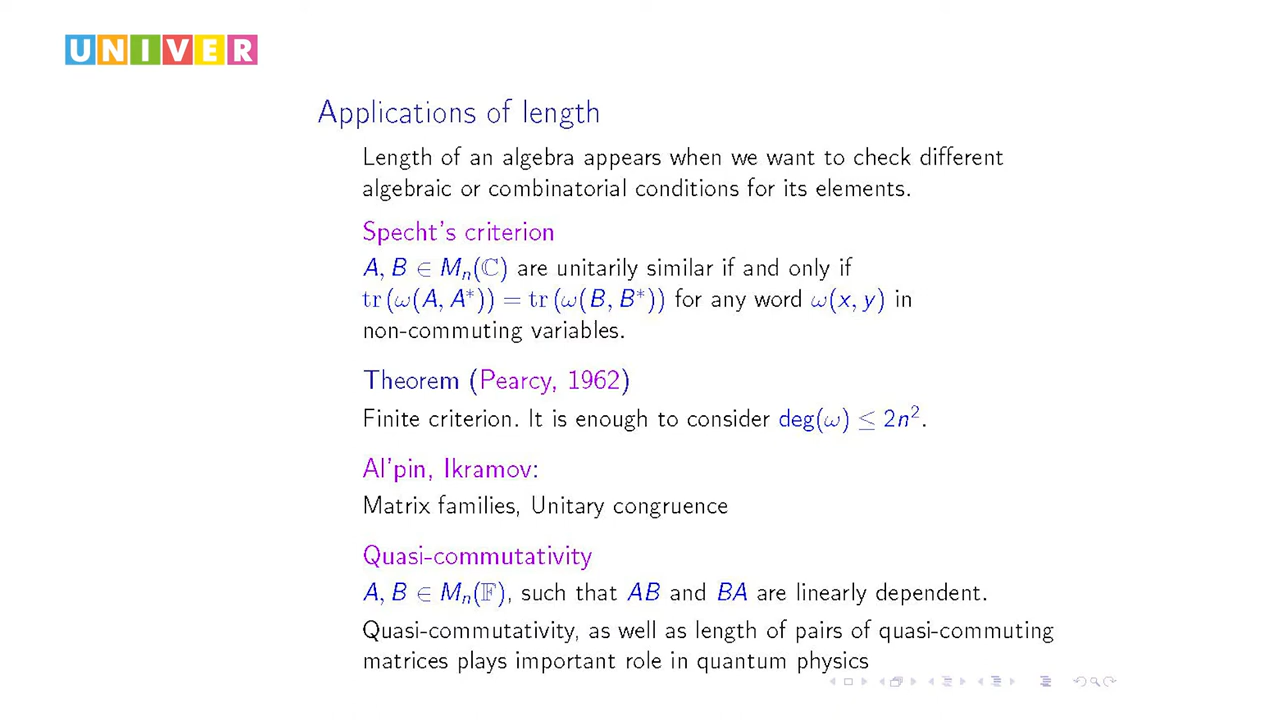 UNIVER
Applications of length
Length of an algebra appears when we want to check different
algebraic or combinatorial conditions for its elements.
Specht's criterion
A, B ∈ Mₙ(ℂ) are unitarily similar if and only if
tr (ω(A, A*)) = tr (ω(B, B*)) for any word ω(x, y) in
non-commuting variables.
Theorem (Pearcy, 1962)
Finite criterion. It is enough to consider deg(ω) ≤ 2n².
Al'pin, Ikramov:
Matrix families, Unitary congruence
Quasi-commutativity
A, B ∈ Mₙ(𝔽), such that AB and BA are linearly dependent.
Quasi-commutativity, as well as length of pairs of quasi-commuting
matrices plays important role in quantum physics